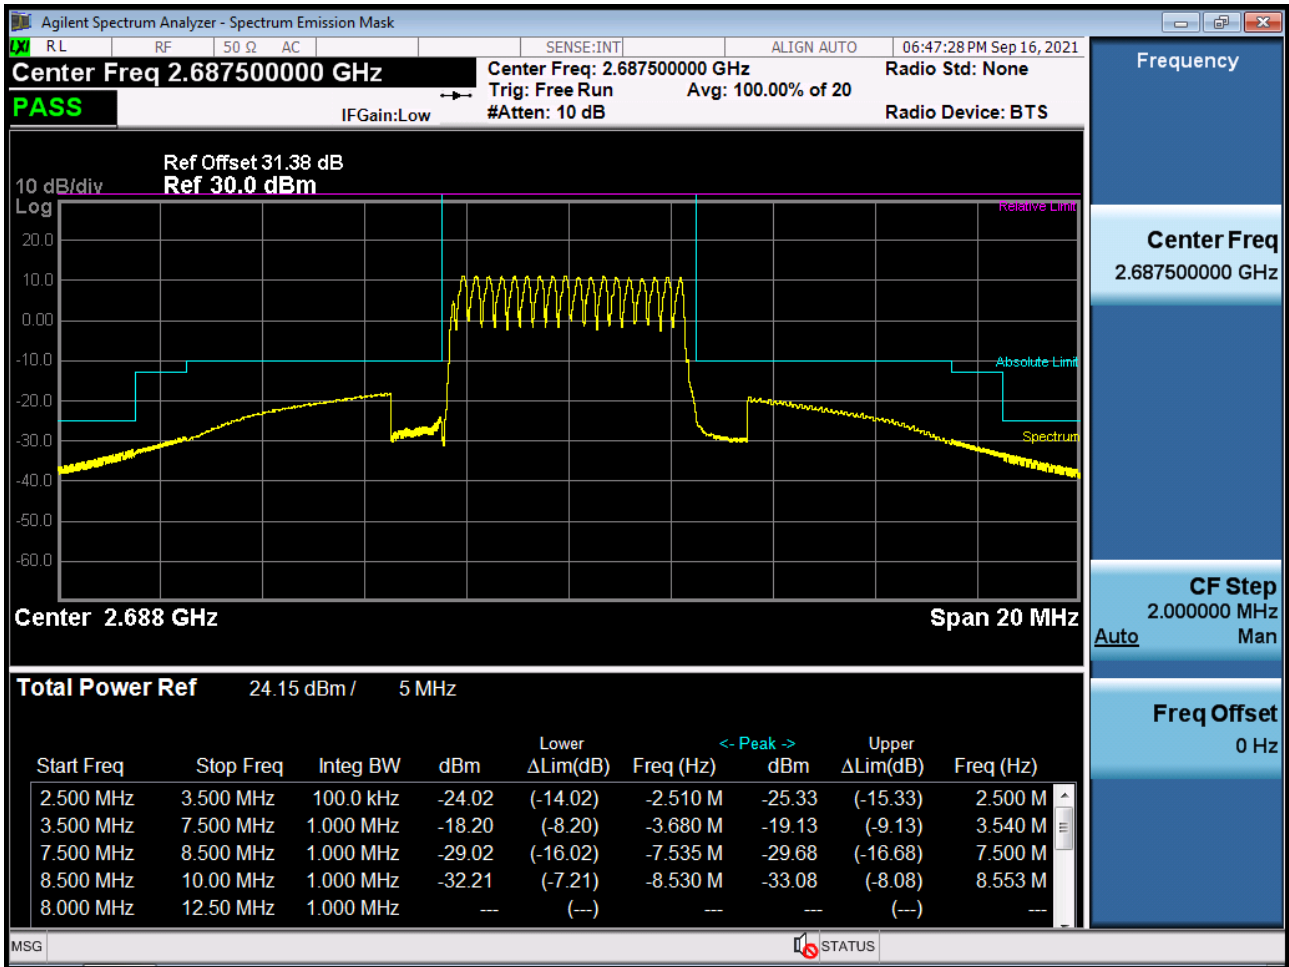 Agilent Spectrum Analyzer - Spectrum Emission Mask
LXI RL RF 50 Ω AC SENSE:INT ALIGN AUTO 06:47:28 PM Sep 16, 2021
Center Freq 2.687500000 GHz
PASS
IFGain:Low
Center Freq: 2.687500000 GHz
Trig: Free Run Avg: 100.00% of 20
#Atten: 10 dB
Radio Std: None
Radio Device: BTS
Ref Offset 31.38 dB
10 dB/div Ref 30.0 dBm
Log
Relative Limit
20.0
10.0
0.00
-10.0
Absolute Limit
-20.0
-30.0
Spectrum
-40.0
-50.0
-60.0
Center 2.688 GHz Span 20 MHz
Total Power Ref 24.15 dBm / 5 MHz
Lower <- Peak -> Upper
Start Freq Stop Freq Integ BW dBm ΔLim(dB) Freq (Hz) dBm ΔLim(dB) Freq (Hz)
2.500 MHz 3.500 MHz 100.0 kHz -24.02 (-14.02) -2.510 M -25.33 (-15.33) 2.500 M
3.500 MHz 7.500 MHz 1.000 MHz -18.20 (-8.20) -3.680 M -19.13 (-9.13) 3.540 M
7.500 MHz 8.500 MHz 1.000 MHz -29.02 (-16.02) -7.535 M -29.68 (-16.68) 7.500 M
8.500 MHz 10.00 MHz 1.000 MHz -32.21 (-7.21) -8.530 M -33.08 (-8.08) 8.553 M
8.000 MHz 12.50 MHz 1.000 MHz --- (---) --- --- (---) ---
MSG STATUS
Frequency
Center Freq
2.687500000 GHz
CF Step
2.000000 MHz
Auto Man
Freq Offset
0 Hz